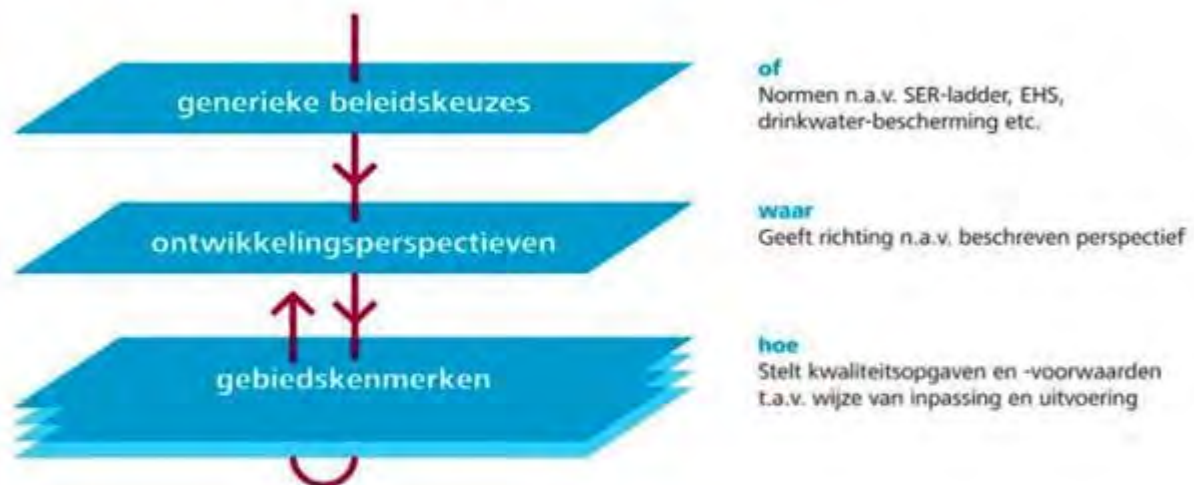 generieke beleidskeuzes
of
Normen n.a.v. SER-ladder, EHS,
drinkwater-bescherming etc.
ontwikkelingsperspectieven
waar
Geeft richting n.a.v. beschreven perspectief
gebiedskenmerken
hoe
Stelt kwaliteitsopgaven en -voorwaarden
t.a.v. wijze van inpassing en uitvoering